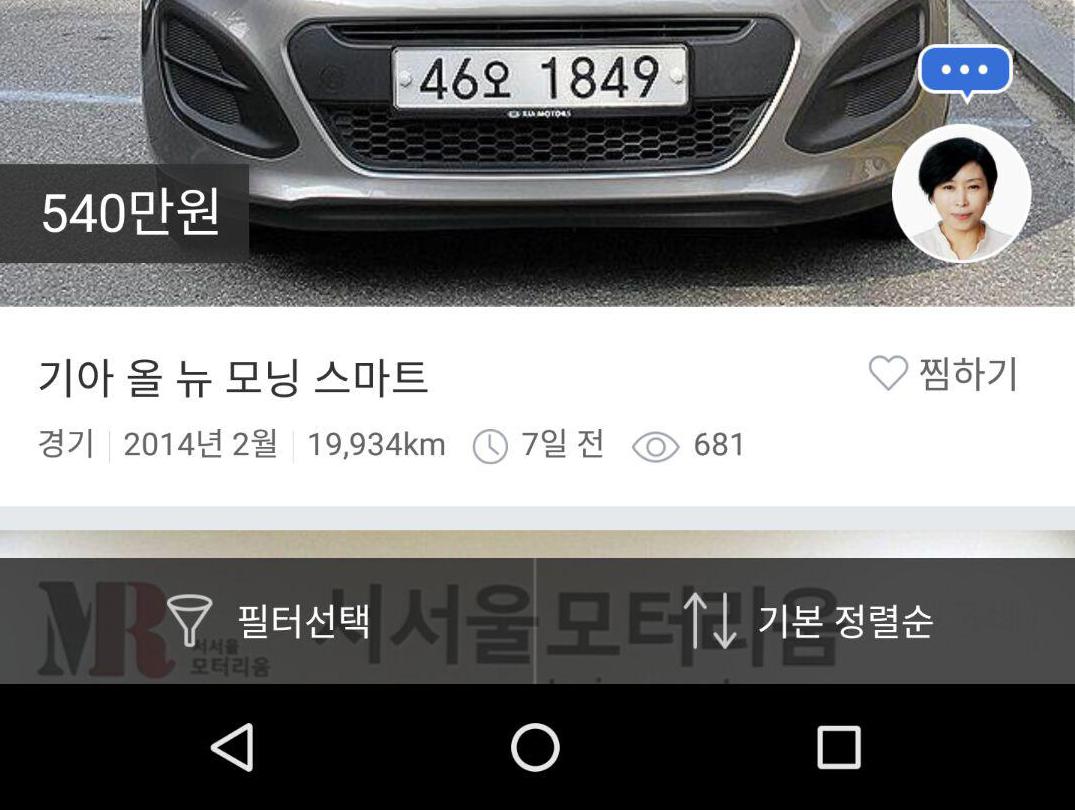 46오 1849
KIA MOTORS
540만원
기아 올 뉴 모닝 스마트
찜하기
경기 2014년 2월 19,934km 7일 전 681
MR 서서울 모터리움
서서울
모터리움
필터선택
기본 정렬순